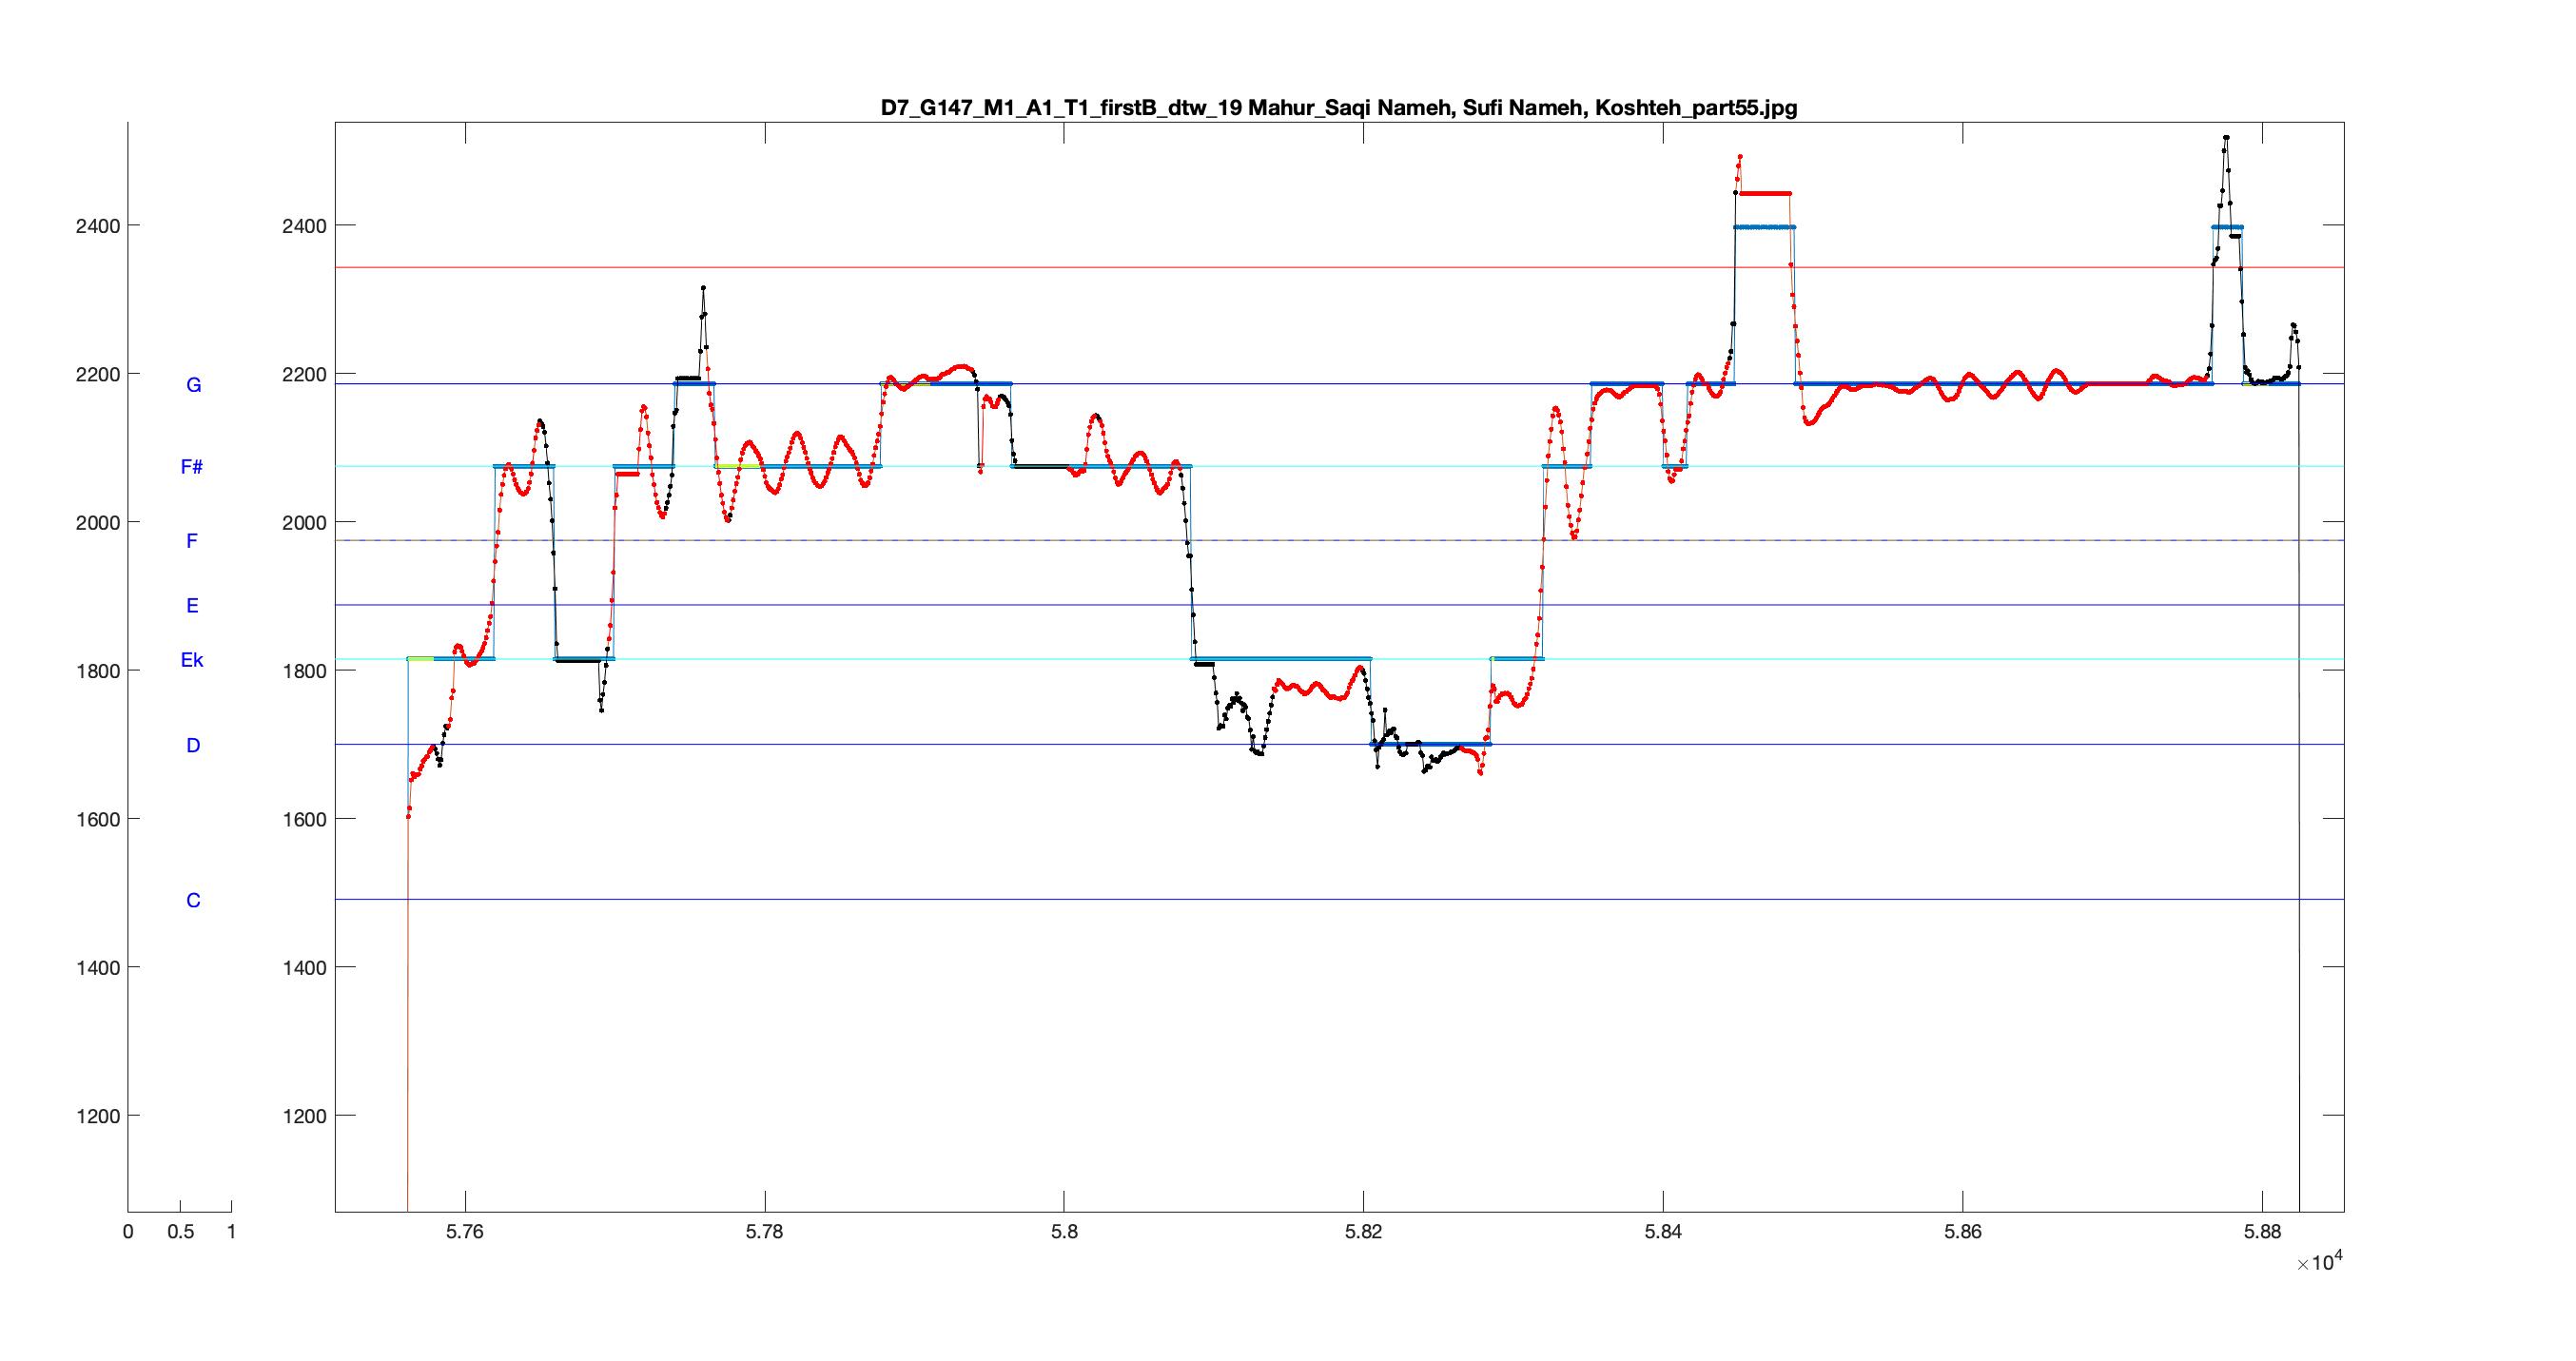 D7_G147_M1_A1_T1_firstB_dtw_19 Mahur_Saqi Nameh, Sufi Nameh, Koshteh_part55.jpg
2400 2400
2200 G 2200
F#
2000 2000
F
E
1800 Ek 1800
D
1600 1600
C
1400 1400
1200 1200
0 0.5 1 5.76 5.78 5.8 5.82 5.84 5.86 5.88
×10^4